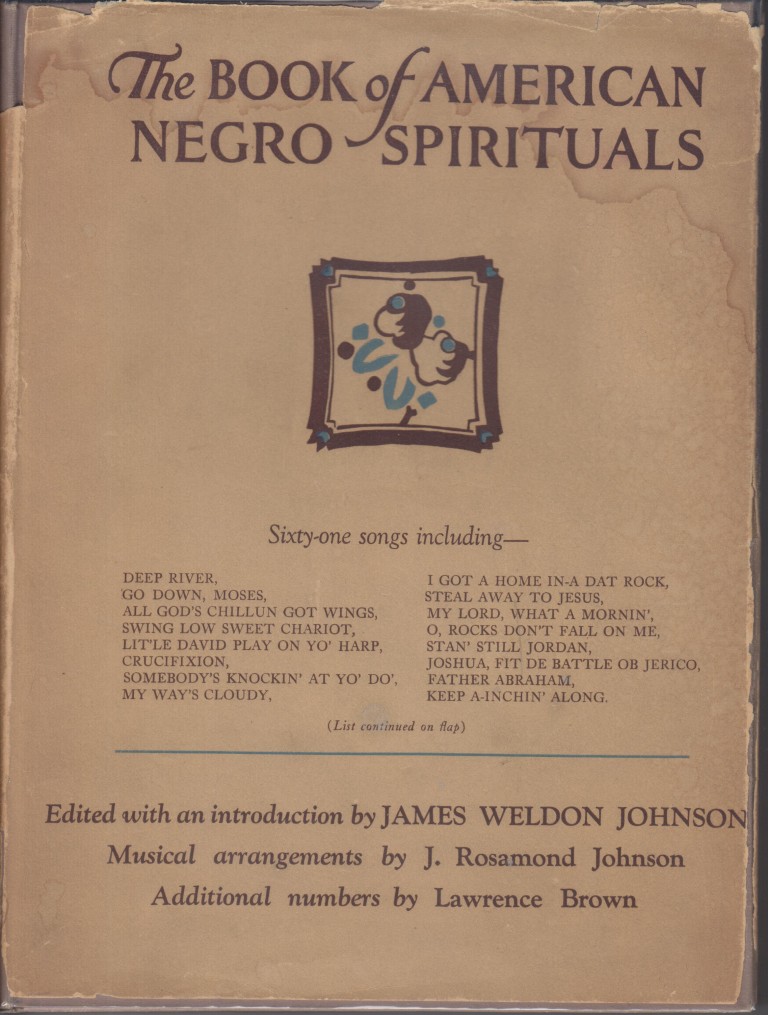 The BOOK of AMERICAN
NEGRO SPIRITUALS
Sixty-one songs including—
DEEP RIVER,
GO DOWN, MOSES,
ALL GOD'S CHILLUN GOT WINGS,
SWING LOW SWEET CHARIOT,
LIT'LE DAVID PLAY ON YO' HARP,
CRUCIFIXION,
SOMEBODY'S KNOCKIN' AT YO' DO',
MY WAY'S CLOUDY,
I GOT A HOME IN-A DAT ROCK,
STEAL AWAY TO JESUS,
MY LORD, WHAT A MORNIN',
O, ROCKS DON'T FALL ON ME,
STAN' STILL JORDAN,
JOSHUA, FIT DE BATTLE OB JERICO,
FATHER ABRAHAM,
KEEP A-INCHIN' ALONG.
(List continued on flap)
Edited with an introduction by JAMES WELDON JOHNSON
Musical arrangements by J. Rosamond Johnson
Additional numbers by Lawrence Brown